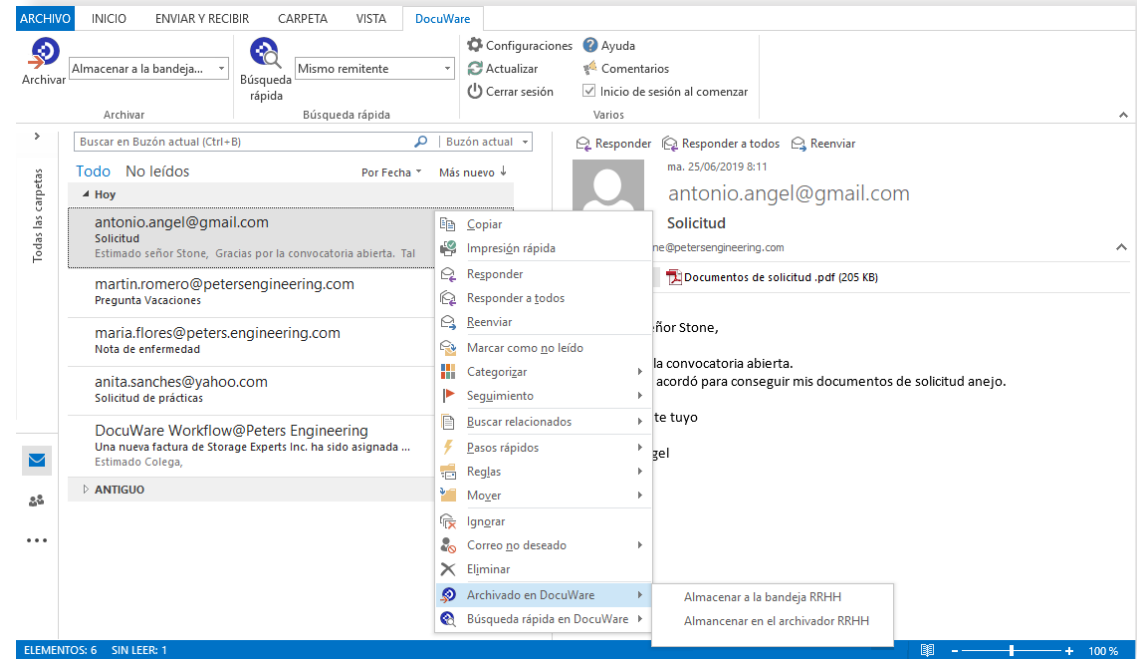 ARCHIVO INICIO ENVIAR Y RECIBIR CARPETA VISTA DocuWare
Archivar
Almacenar a la bandeja...
Archivar
Búsqueda
rápida
Mismo remitente
Búsqueda rápida
Configuraciones Ayuda
Actualizar Comentarios
Cerrar sesión Inicio de sesión al comenzar
Varios
Todas las carpetas
Buscar en Buzón actual (Ctrl+B) Buzón actual
Todo No leídos Por Fecha Más nuevo ↓
Hoy
antonio.angel@gmail.com
Solicitud
Estimado señor Stone, Gracias por la convocatoria abierta. Tal
martin.romero@petersengineering.com
Pregunta Vacaciones
maria.flores@peters.engineering.com
Nota de enfermedad
anita.sanches@yahoo.com
Solicitud de prácticas
DocuWare Workflow@Peters Engineering
Una nueva factura de Storage Experts Inc. ha sido asignada ...
Estimado Colega,
ANTIGUO
Copiar
Impresión rápida
Responder
Responder a todos
Reenviar
Marcar como no leído
Categorizar
Seguimiento
Buscar relacionados
Pasos rápidos
Reglas
Mover
Ignorar
Correo no deseado
Eliminar
Archivado en DocuWare
Búsqueda rápida en DocuWare
Almacenar a la bandeja RRHH
Almancenar en el archivador RRHH
Responder Responder a todos Reenviar
ma. 25/06/2019 8:11
antonio.angel@gmail.com
Solicitud
ne@petersengineering.com
Documentos de solicitud .pdf (205 KB)
ñor Stone,
la convocatoria abierta.
acordó para conseguir mis documentos de solicitud anejo.
te tuyo
gel
ELEMENTOS: 6 SIN LEER: 1 - + 100 %